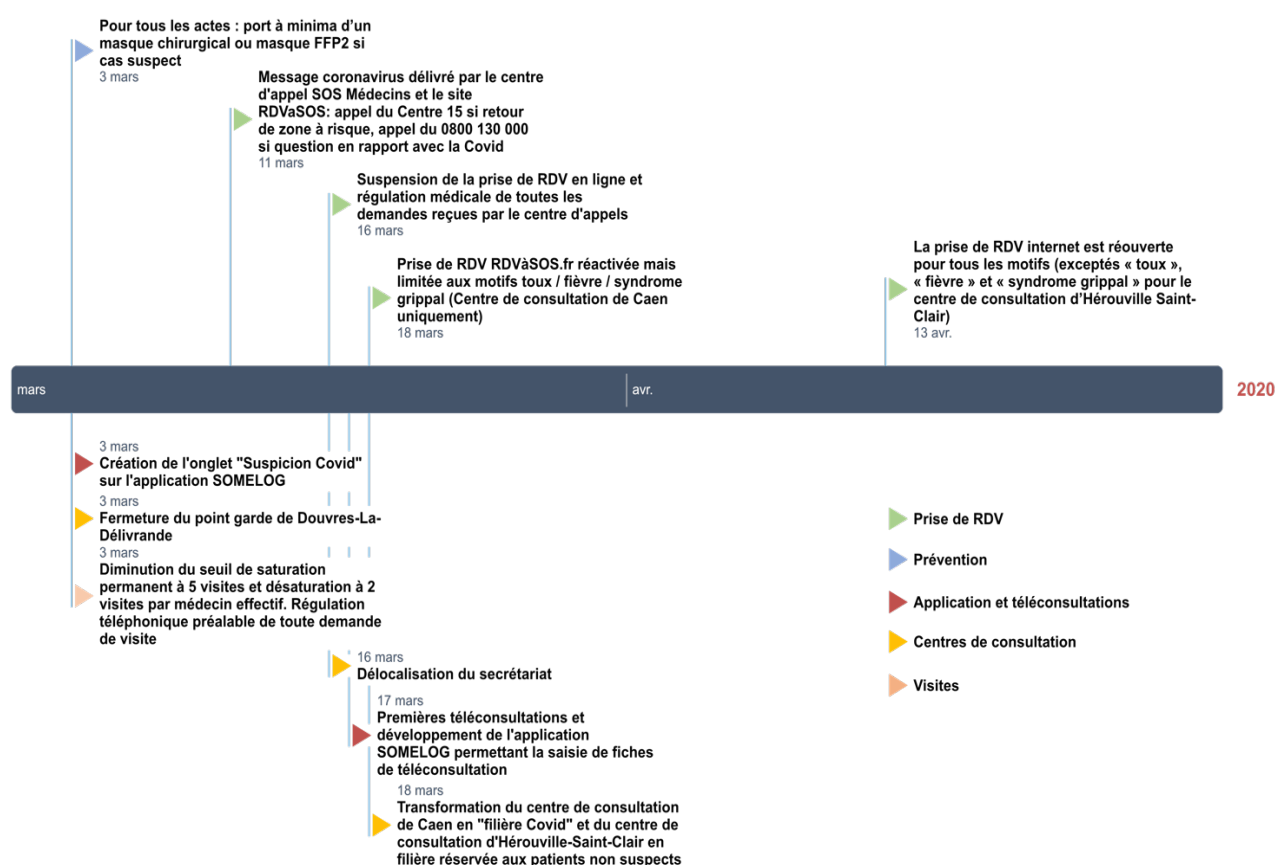 Pour tous les actes : port à minima d'un
masque chirurgical ou masque FFP2 si
cas suspect
3 mars
Message coronavirus délivré par le centre
d'appel SOS Médecins et le site
RDVaSOS: appel du Centre 15 si retour
de zone à risque, appel du 0800 130 000
si question en rapport avec la Covid
11 mars
Suspension de la prise de RDV en ligne et
régulation médicale de toutes les
demandes reçues par le centre d'appels
16 mars
Prise de RDV RDVàSOS.fr réactivée mais
limitée aux motifs toux / fièvre / syndrome
grippal (Centre de consultation de Caen
uniquement)
18 mars
La prise de RDV internet est réouverte
pour tous les motifs (exceptés « toux »,
« fièvre » et « syndrome grippal » pour le
centre de consultation d'Hérouville Saint-
Clair)
13 avr.
mars
avr.
2020
3 mars
Création de l'onglet "Suspicion Covid"
sur l'application SOMELOG
3 mars
Fermeture du point garde de Douvres-La-
Délivrande
3 mars
Diminution du seuil de saturation
permanent à 5 visites et désaturation à 2
visites par médecin effectif. Régulation
téléphonique préalable de toute demande
de visite
16 mars
Délocalisation du secrétariat
17 mars
Premières téléconsultations et
développement de l'application
SOMELOG permettant la saisie de fiches
de téléconsultation
18 mars
Transformation du centre de consultation
de Caen en "filière Covid" et du centre de
consultation d'Hérouville-Saint-Clair en
filière réservée aux patients non suspects
Prise de RDV
Prévention
Application et téléconsultations
Centres de consultation
Visites